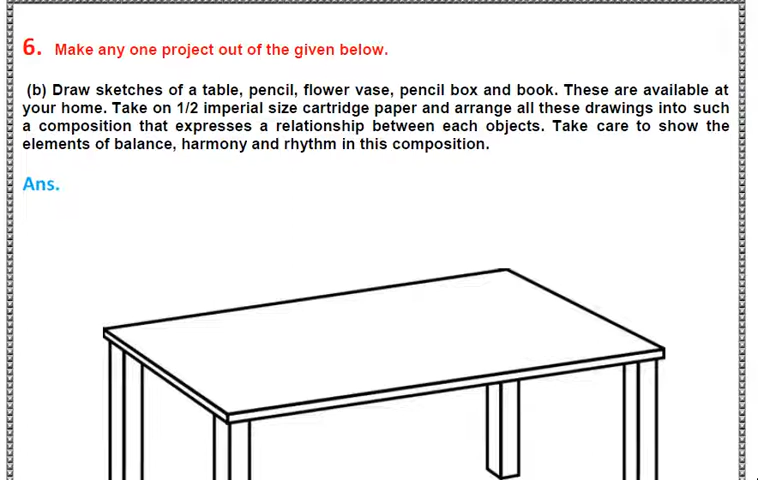 6. Make any one project out of the given below.
(b) Draw sketches of a table, pencil, flower vase, pencil box and book. These are available at
your home. Take on 1/2 imperial size cartridge paper and arrange all these drawings into such
a composition that expresses a relationship between each objects. Take care to show the
elements of balance, harmony and rhythm in this composition.
Ans.